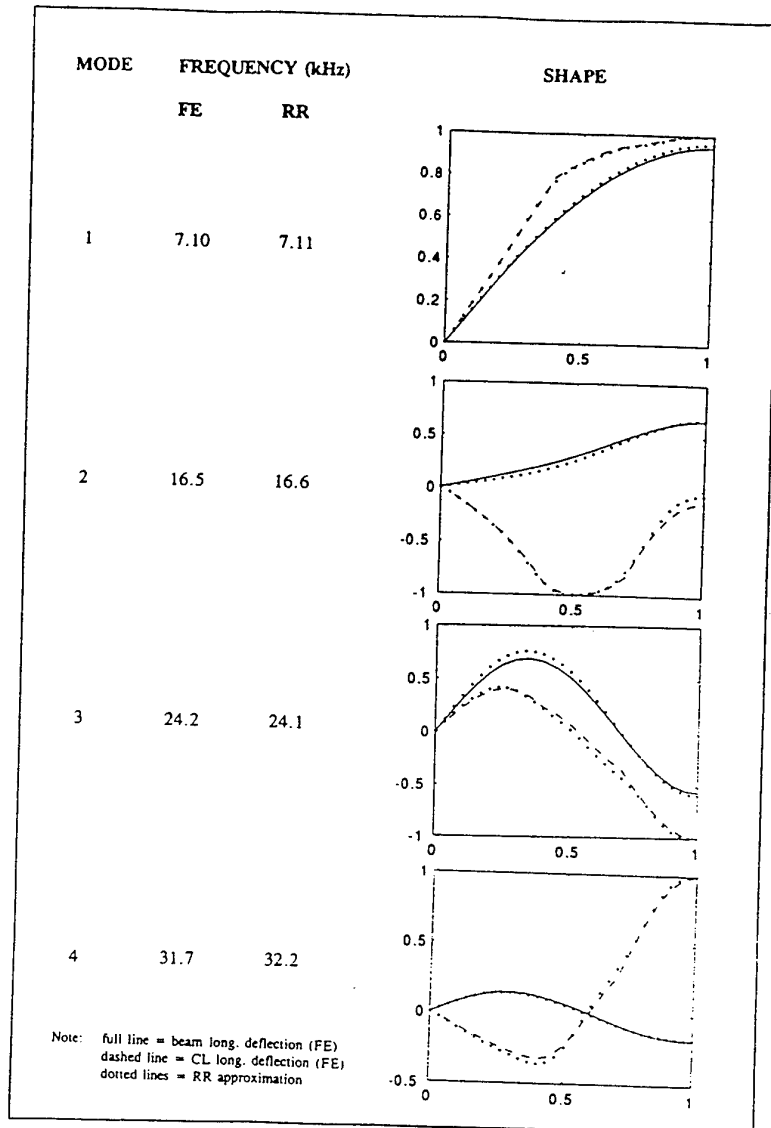 MODE FREQUENCY (kHz) SHAPE
FE RR
1
0.8
0.6
0.4
0.2
0
0 0.5 1
1 7.10 7.11
1
0.5
0
-0.5
-1
0 0.5 1
2 16.5 16.6
0.5
0
-0.5
-1
0 0.5 1
3 24.2 24.1
1
0.5
0
-0.5
0 0.5 1
4 31.7 32.2
Note: full line = beam long. deflection (FE)
dashed line = CL long. deflection (FE)
dotted lines = RR approximation